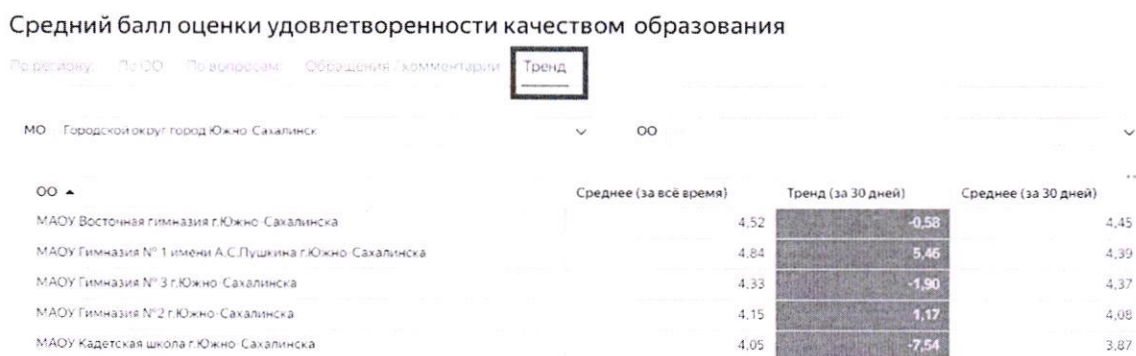 Средний балл оценки удовлетворенности качеством образования
По региону По ОО По вопросам Обращения / комментарии Тренд
МО Городской округ город Южно-Сахалинск ОО
ОО Среднее (за всё время) Тренд (за 30 дней) Среднее (за 30 дней)
МАОУ Восточная гимназия г.Южно-Сахалинска 4,52 -0,58 4,45
МАОУ Гимназия № 1 имени А.С.Пушкина г.Южно-Сахалинска 4,84 5,46 4,39
МАОУ Гимназия № 3 г.Южно-Сахалинска 4,33 -1,90 4,37
МАОУ Гимназия №2 г.Южно-Сахалинска 4,15 1,17 4,08
МАОУ Кадетская школа г.Южно-Сахалинска 4,05 -7,54 3,87